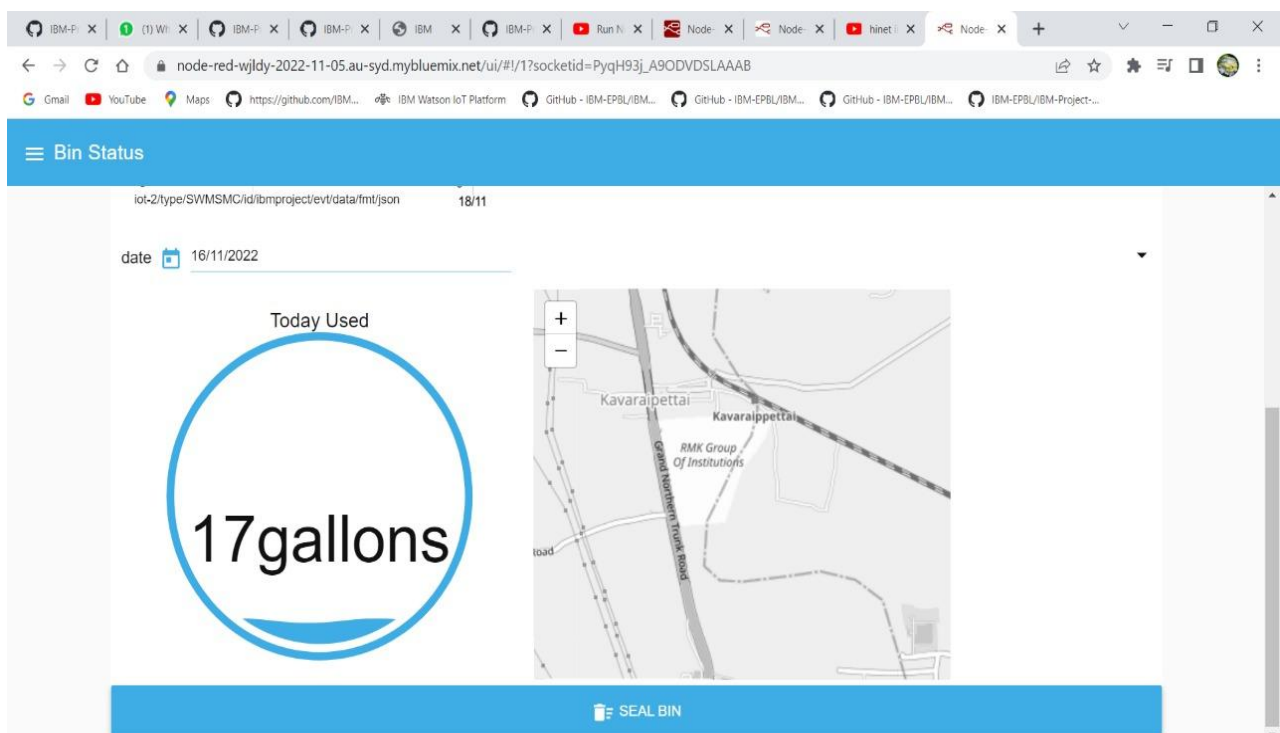 IBM-P
(1) Wh
IBM-P
IBM-P
IBM
IBM-P
Run N
Node-
Node-
hinet
Node-
node-red-wjldy-2022-11-05.au-syd.mybluemix.net/ui/#!/1?socketid=PyqH93j_A9ODVDSLAAAB
Gmail
YouTube
Maps
https://github.com/IBM...
IBM Watson IoT Platform
GitHub - IBM-EPBL/IBM...
GitHub - IBM-EPBL/IBM...
GitHub - IBM-EPBL/IBM...
IBM-EPBL/IBM-Project-...
Bin Status
iot-2/type/SWMSMC/id/ibmproject/evt/data/fmt/json
18/11
date
16/11/2022
Today Used
17gallons
+
−
Kavaraipettai
Kavaraippettai
RMK Group
Of Institutions
Grand Northern Trunk Road
Road
SEAL BIN